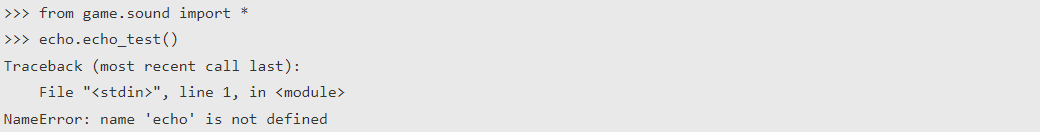 >>> from game.sound import *
>>> echo.echo_test()
Traceback (most recent call last):
    File "<stdin>", line 1, in <module>
NameError: name 'echo' is not defined